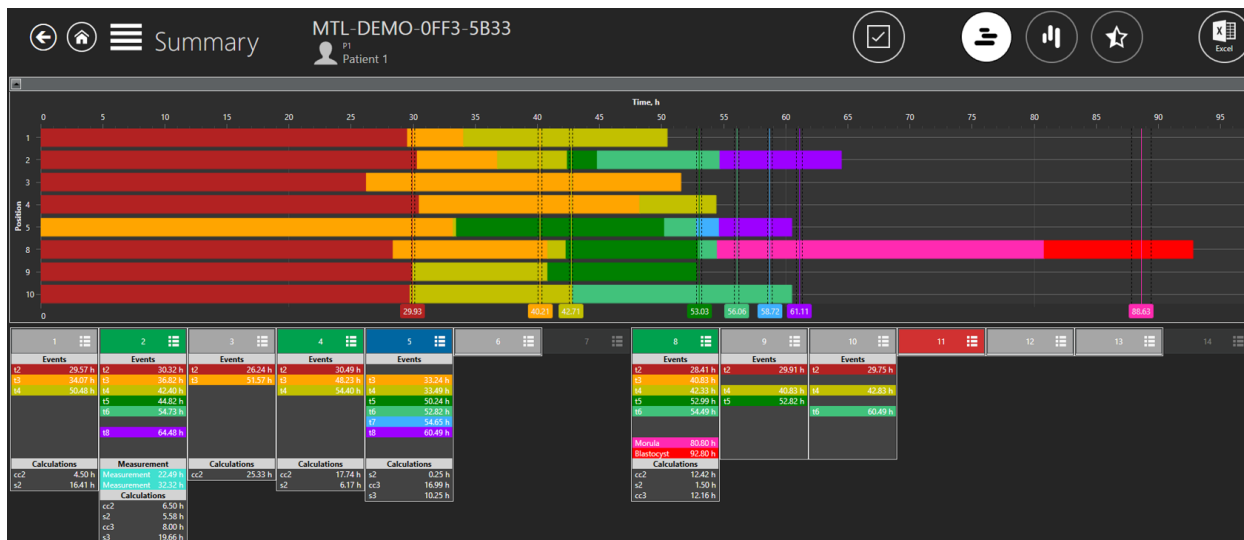 Summary
MTL-DEMO-0FF3-5B33
P1
Patient 1
Excel
Time, h
0 5 10 15 20 25 30 35 40 45 50 55 60 65 70 75 80 85 90 95
Position
1
2
3
4
5
8
9
10
0
29.93 40.21 42.71 53.03 56.06 58.72 61.11 88.63
1 2 3 4 5 6 7 8 9 10 11 12 13 14
Events Events Events Events Events Events Events Events
t2 29.57 h t2 30.32 h t2 26.24 h t2 30.49 h t2 28.41 h t2 29.91 h t2 29.75 h
t3 34.07 h t3 36.82 h t3 51.57 h t3 48.23 h t3 33.24 h t3 40.83 h
t4 50.48 h t4 42.40 h t4 54.40 h t4 33.49 h t4 42.33 h t4 40.83 h t4 42.83 h
t5 44.82 h t5 50.24 h t5 52.99 h t5 52.82 h
t6 54.73 h t6 52.82 h t6 54.49 h t6 60.49 h
t7 54.65 h
t8 64.48 h t8 60.49 h
Morula 80.80 h
Blastocyst 92.80 h
Calculations Measurement Calculations Calculations Calculations Calculations
cc2 4.50 h Measurement 22.49 h cc2 25.33 h cc2 17.74 h s2 0.25 h cc2 12.42 h
s2 16.41 h Measurement 32.32 h s2 6.17 h cc3 16.99 h s2 1.50 h
Calculations s3 10.25 h cc3 12.16 h
cc2 6.50 h
s2 5.58 h
cc3 8.00 h
s3 19.66 h